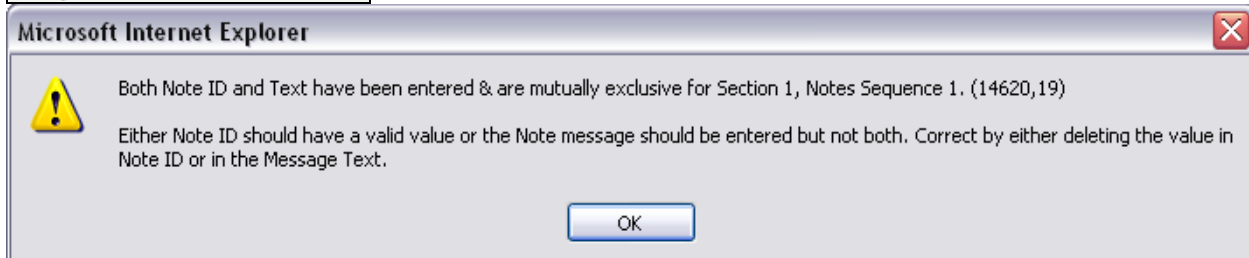 Microsoft Internet Explorer
Both Note ID and Text have been entered & are mutually exclusive for Section 1, Notes Sequence 1. (14620,19)
Either Note ID should have a valid value or the Note message should be entered but not both. Correct by either deleting the value in
Note ID or in the Message Text.
OK